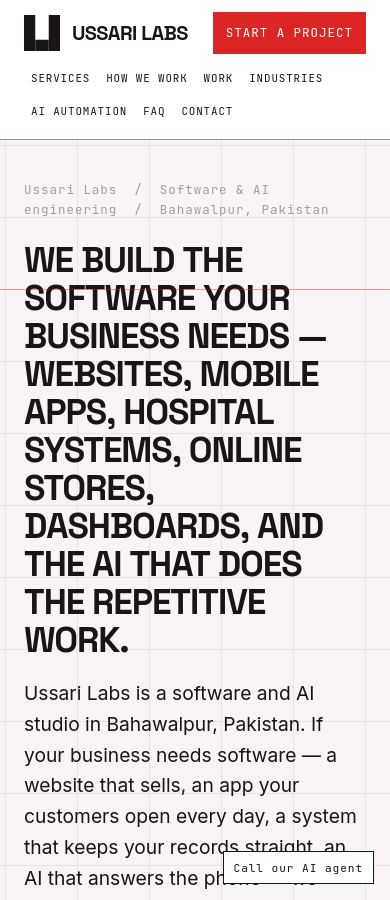 USSARI LABS
START A PROJECT
SERVICES HOW WE WORK WORK INDUSTRIES
AI AUTOMATION FAQ CONTACT
Ussari Labs / Software & AI
engineering / Bahawalpur, Pakistan
WE BUILD THE
SOFTWARE YOUR
BUSINESS NEEDS —
WEBSITES, MOBILE
APPS, HOSPITAL
SYSTEMS, ONLINE
STORES,
DASHBOARDS, AND
THE AI THAT DOES
THE REPETITIVE
WORK.
Ussari Labs is a software and AI
studio in Bahawalpur, Pakistan. If
your business needs software — a
website that sells, an app your
customers open every day, a system
that keeps your records straight, an
AI that answers the
Call our AI agent